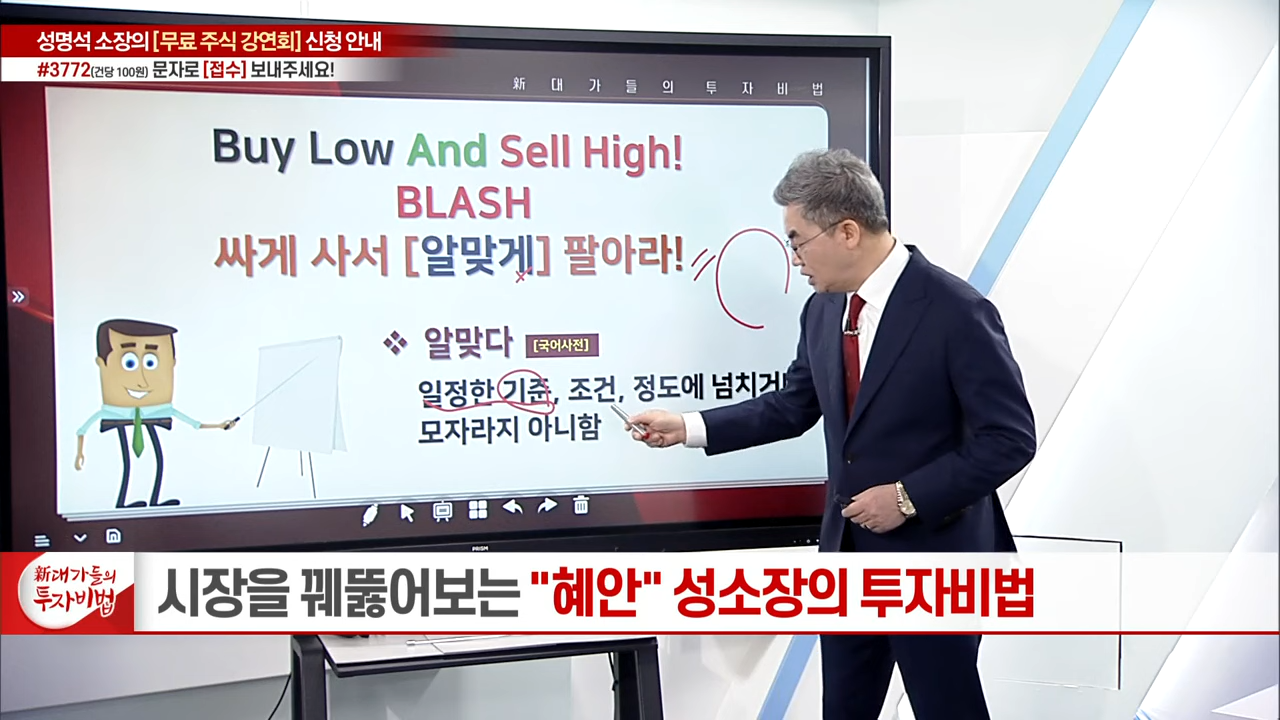 성명석 소장의 [무료 주식 강연회] 신청 안내
#3772(건당 100원) 문자로 [접수] 보내주세요!
新 대가들의 투자비법
Buy Low And Sell High!
BLASH
싸게 사서 [알맞게] 팔아라!
❖ 알맞다 [국어사전]
일정한 기준, 조건, 정도에 넘치거나
모자라지 아니함
PRISM
新대가들의
투자비법
시장을 꿰뚫어보는 "혜안" 성소장의 투자비법